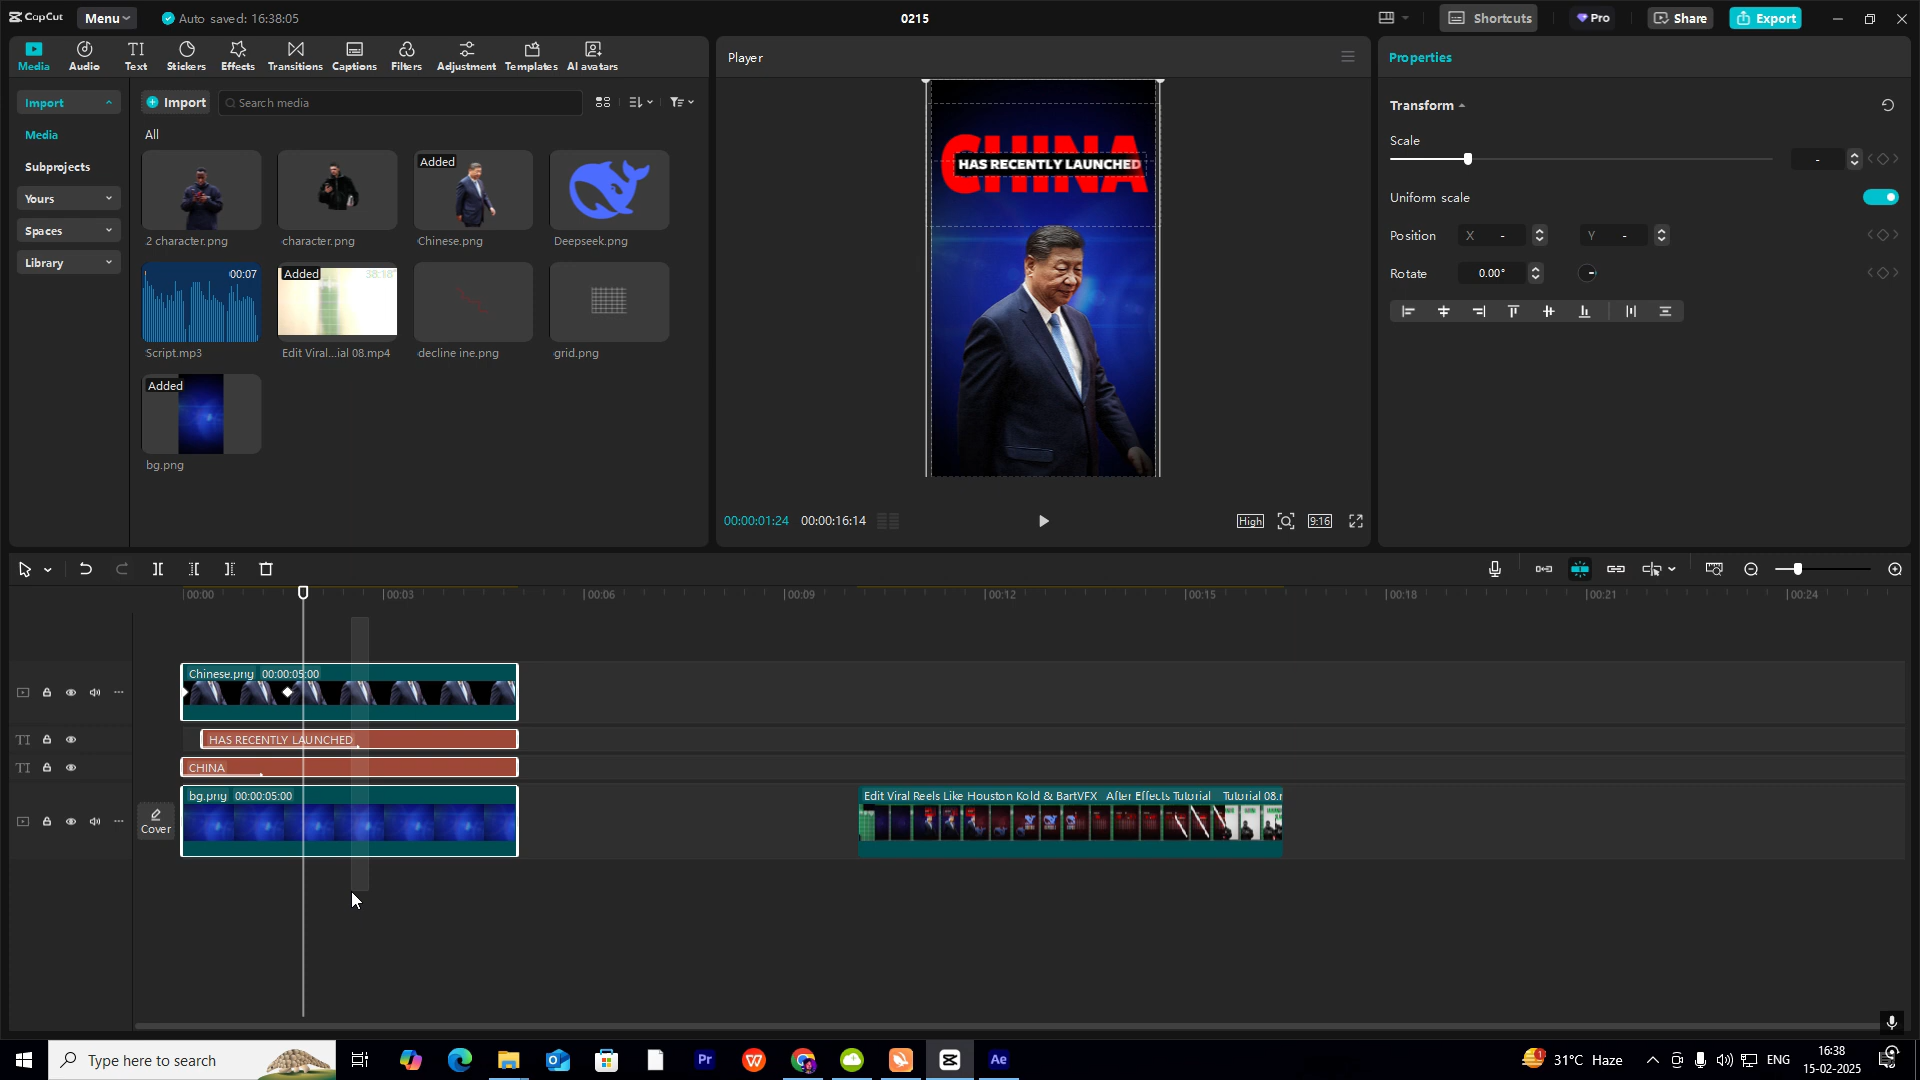 CapCut
Menu
Auto saved: 16:38:05
0215
Shortcuts
Pro
Share
Export
Media
Audio
Text
Stickers
Effects
Transitions
Captions
Filters
Adjustment
Templates
AI avatars
Import
Media
Subprojects
Yours
Spaces
Library
Import
Search media
All
2 character.png
character.png
Added
Chinese.png
Deepseek.png
00:07
Script.mp3
Added
38:18
Edit Viral...ial 08.mp4
decline ine.png
grid.png
Added
bg.png
Player
CHINA
HAS RECENTLY LAUNCHED
00:00:01:24
00:00:16:14
High
9:16
Properties
Transform
Scale
-
Uniform scale
Position X - Y -
Rotate 0.00°
00:00
00:03
00:06
00:09
00:12
00:15
00:18
00:21
00:24
Chinese.png 00:00:05:00
TI
HAS RECENTLY LAUNCHED
TI
CHINA
Cover
bg.png 00:00:05:00
Edit Viral Reels Like Houston Kold & BartVFX After Effects Tutorial - Tutorial 08.
Type here to search
Pr
Ae
1
31°C Haze
ENG
16:38
15-02-2025